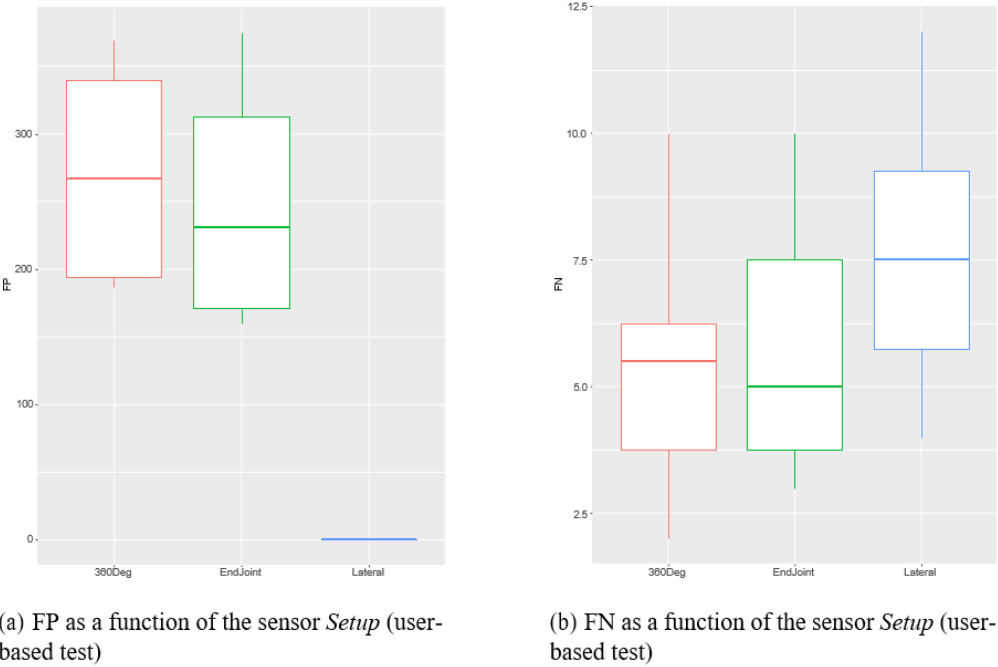 300
200
100
0
FP
360Deg EndJoint Lateral
12.5
10.0
7.5
5.0
2.5
FN
360Deg EndJoint Lateral
(a) FP as a function of the sensor Setup (user-
based test)
(b) FN as a function of the sensor Setup (user-
based test)